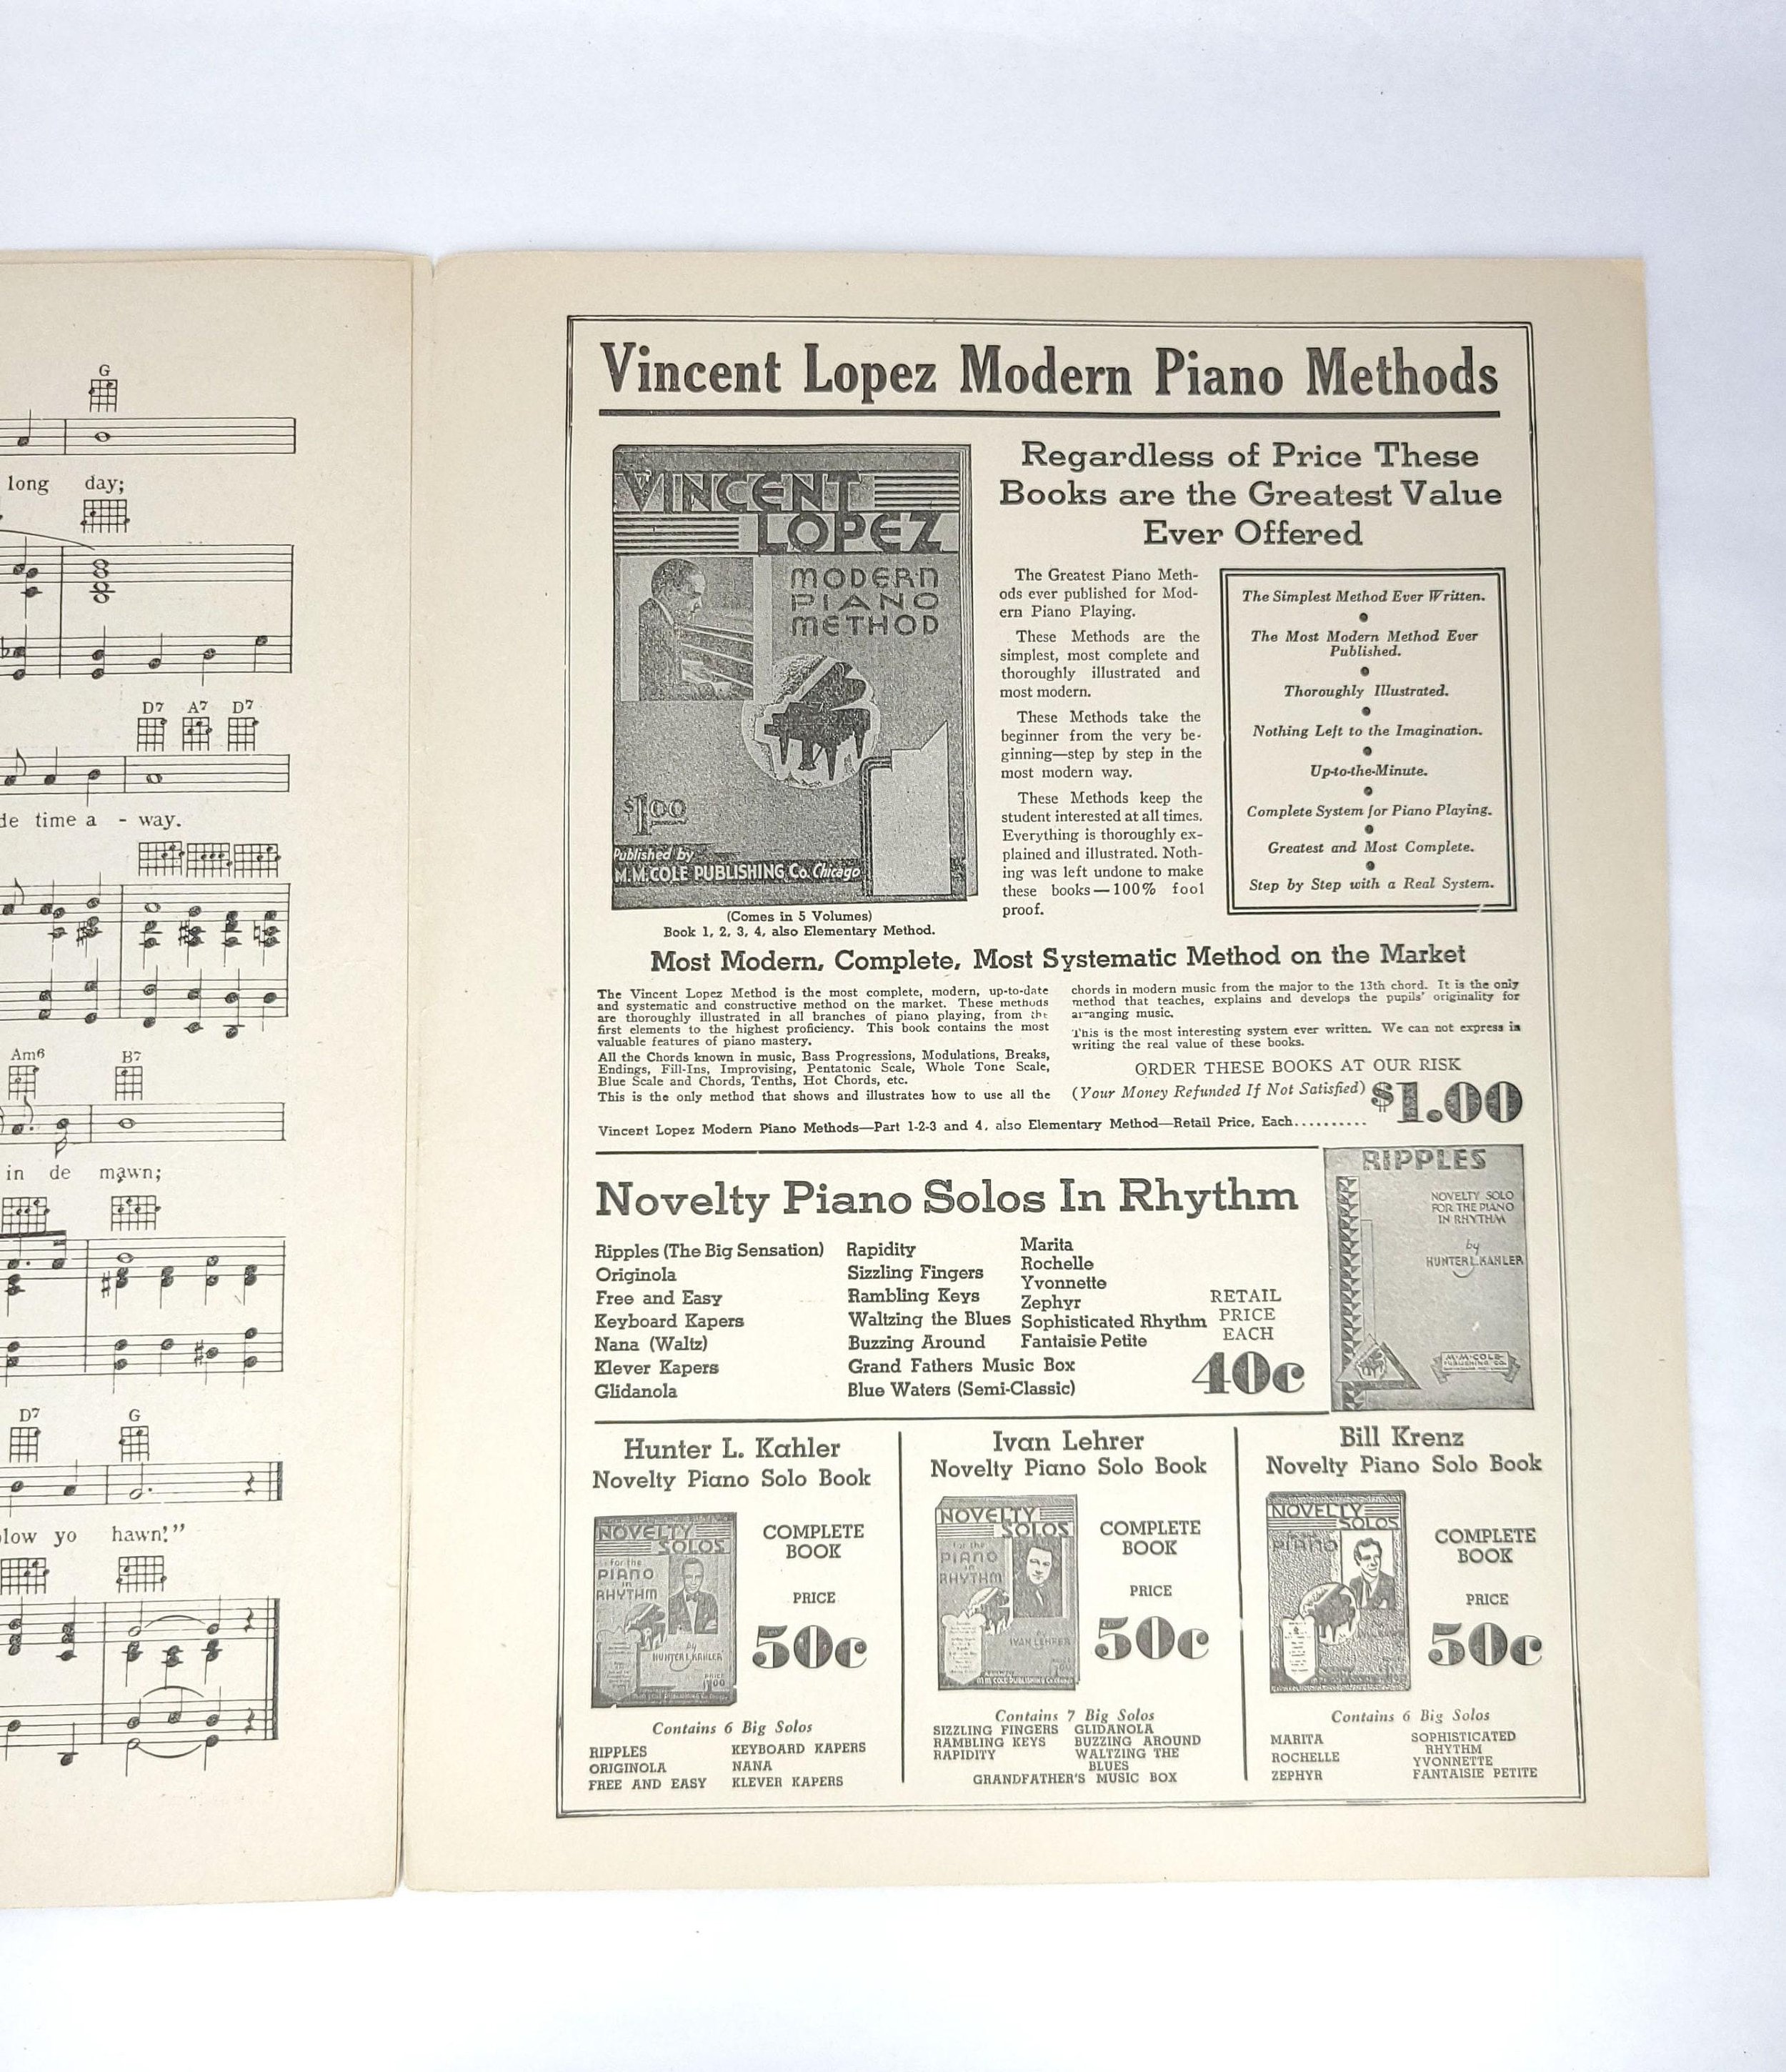 G
long day;
D7 A7 D7
de time a - way.
Am6 B7
in de mawn;
D7 G
blow yo hawn!”
Vincent Lopez Modern Piano Methods
VINCENT
LOPEZ
MODERN
PIANO
METHOD
$1.00
Published by
M.M. COLE PUBLISHING Co. Chicago
(Comes in 5 Volumes)
Book 1, 2, 3, 4, also Elementary Method.
Regardless of Price These
Books are the Greatest Value
Ever Offered
The Greatest Piano Meth-
ods ever published for Mod-
ern Piano Playing.
These Methods are the
simplest, most complete and
thoroughly illustrated and
most modern.
These Methods take the
beginner from the very be-
ginning—step by step in the
most modern way.
These Methods keep the
student interested at all times.
Everything is thoroughly ex-
plained and illustrated. Noth-
ing was left undone to make
these books—100% fool
proof.
The Simplest Method Ever Written.
The Most Modern Method Ever
Published.
Thoroughly Illustrated.
Nothing Left to the Imagination.
Up-to-the-Minute.
Complete System for Piano Playing.
Greatest and Most Complete.
Step by Step with a Real System.
Most Modern, Complete, Most Systematic Method on the Market
The Vincent Lopez Method is the most complete, modern, up-to-date
and systematic and constructive method on the market. These methods
are thoroughly illustrated in all branches of piano playing, from the
first elements to the highest proficiency. This book contains the most
valuable features of piano mastery.
All the Chords known in music, Bass Progressions, Modulations, Breaks,
Endings, Fill-Ins, Improvising, Pentatonic Scale, Whole Tone Scale,
Blue Scale and Chords, Tenths, Hot Chords, etc.
This is the only method that shows and illustrates how to use all the
chords in modern music from the major to the 13th chord. It is the only
method that teaches, explains and develops the pupils' originality for
arranging music.
This is the most interesting system ever written. We can not express in
writing the real value of these books.
ORDER THESE BOOKS AT OUR RISK
(Your Money Refunded If Not Satisfied)
Vincent Lopez Modern Piano Methods—Part 1-2-3 and 4, also Elementary Method—Retail Price, Each.......... $1.00
Novelty Piano Solos In Rhythm
Ripples (The Big Sensation)
Originola
Free and Easy
Keyboard Kapers
Nana (Waltz)
Klever Kapers
Glidanola
Rapidity
Sizzling Fingers
Rambling Keys
Waltzing the Blues
Buzzing Around
Grand Fathers Music Box
Blue Waters (Semi-Classic)
Marita
Rochelle
Yvonnette
Zephyr
Sophisticated Rhythm
Fantaisie Petite
RETAIL
PRICE
EACH
40c
RIPPLES
NOVELTY SOLO
FOR THE PIANO
IN RHYTHM
by
HUNTER L. KAHLER
M·M·COLE
PUBLISHING CO.
Hunter L. Kahler
Novelty Piano Solo Book
NOVELTY
SOLOS
for the
PIANO
in
RHYTHM
by
HUNTER L. KAHLER
PRICE
1.00
COMPLETE
BOOK
PRICE
50c
Contains 6 Big Solos
RIPPLES
ORIGINOLA
FREE AND EASY
KEYBOARD KAPERS
NANA
KLEVER KAPERS
Ivan Lehrer
Novelty Piano Solo Book
NOVELTY
SOLOS
for the
PIANO
in
RHYTHM
by
IVAN LEHRER
COMPLETE
BOOK
PRICE
50c
Contains 7 Big Solos
SIZZLING FINGERS
RAMBLING KEYS
RAPIDITY
GLIDANOLA
BUZZING AROUND
WALTZING THE
BLUES
GRANDFATHER'S MUSIC BOX
Bill Krenz
Novelty Piano Solo Book
NOVELTY
SOLOS
PIANO
COMPLETE
BOOK
PRICE
50c
Contains 6 Big Solos
MARITA
ROCHELLE
ZEPHYR
SOPHISTICATED
RHYTHM
YVONNETTE
FANTAISIE PETITE